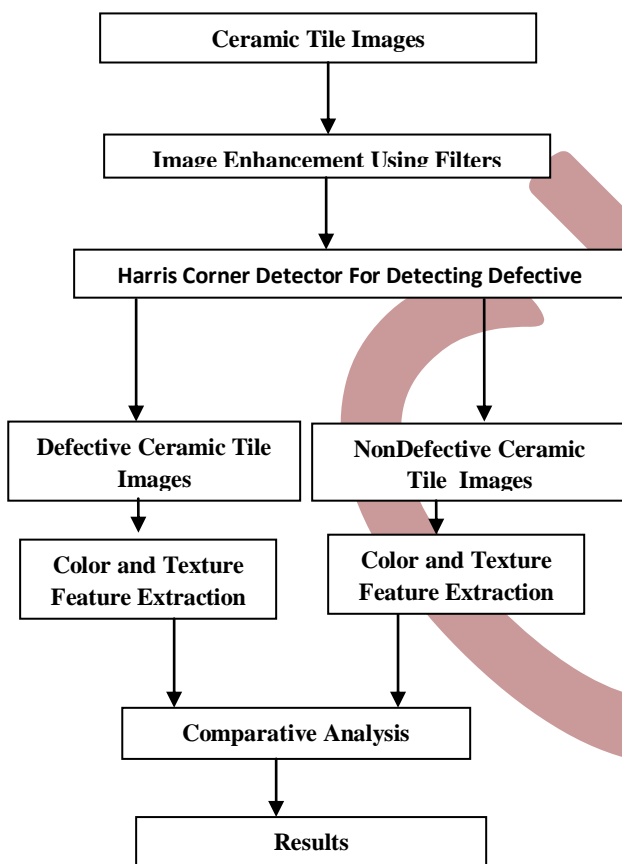 Ceramic Tile Images
Image Enhancement Using Filters
Harris Corner Detector For Detecting Defective
Defective Ceramic Tile
Images
NonDefective Ceramic
Tile Images
Color and Texture
Feature Extraction
Color and Texture
Feature Extraction
Comparative Analysis
Results